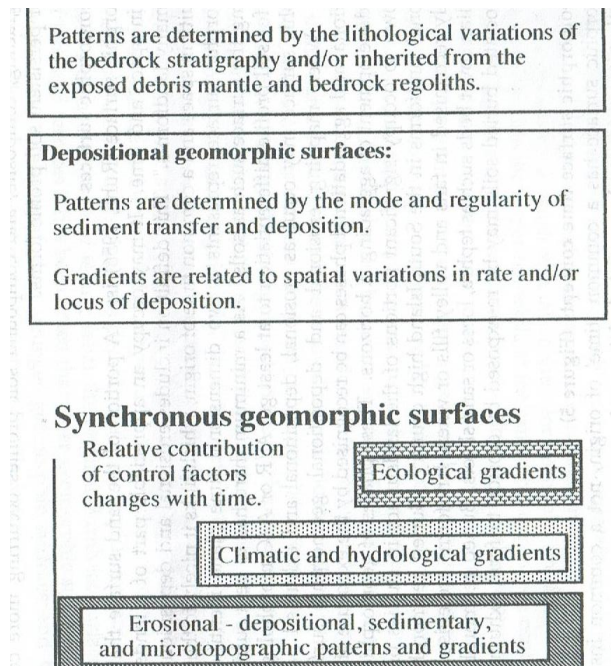 Patterns are determined by the lithological variations of
the bedrock stratigraphy and/or inherited from the
exposed debris mantle and bedrock regoliths.
Depositional geomorphic surfaces:
Patterns are determined by the mode and regularity of
sediment transfer and deposition.
Gradients are related to spatial variations in rate and/or
locus of deposition.
Synchronous geomorphic surfaces
Relative contribution
of control factors
changes with time.
Ecological gradients
Climatic and hydrological gradients
Erosional - depositional, sedimentary,
and microtopographic patterns and gradients